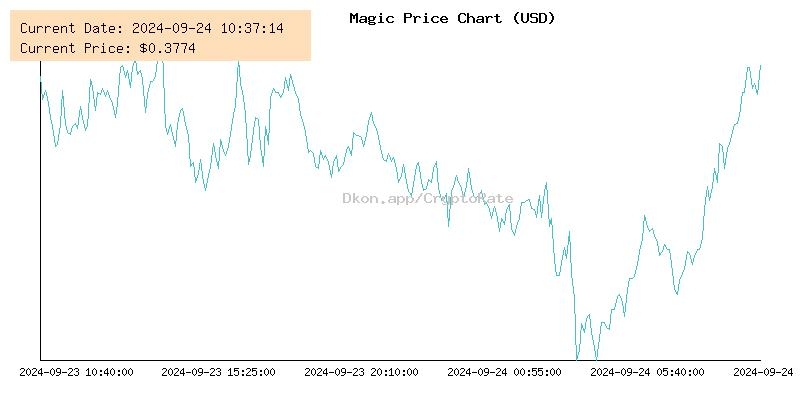 Magic Price Chart (USD)
Current Date: 2024-09-24 10:37:14
Current Price: $0.3774
Dkon.app/CryptoRate
2024-09-23 10:40:00 2024-09-23 15:25:00 2024-09-23 20:10:00 2024-09-24 00:55:00 2024-09-24 05:40:00 2024-09-24